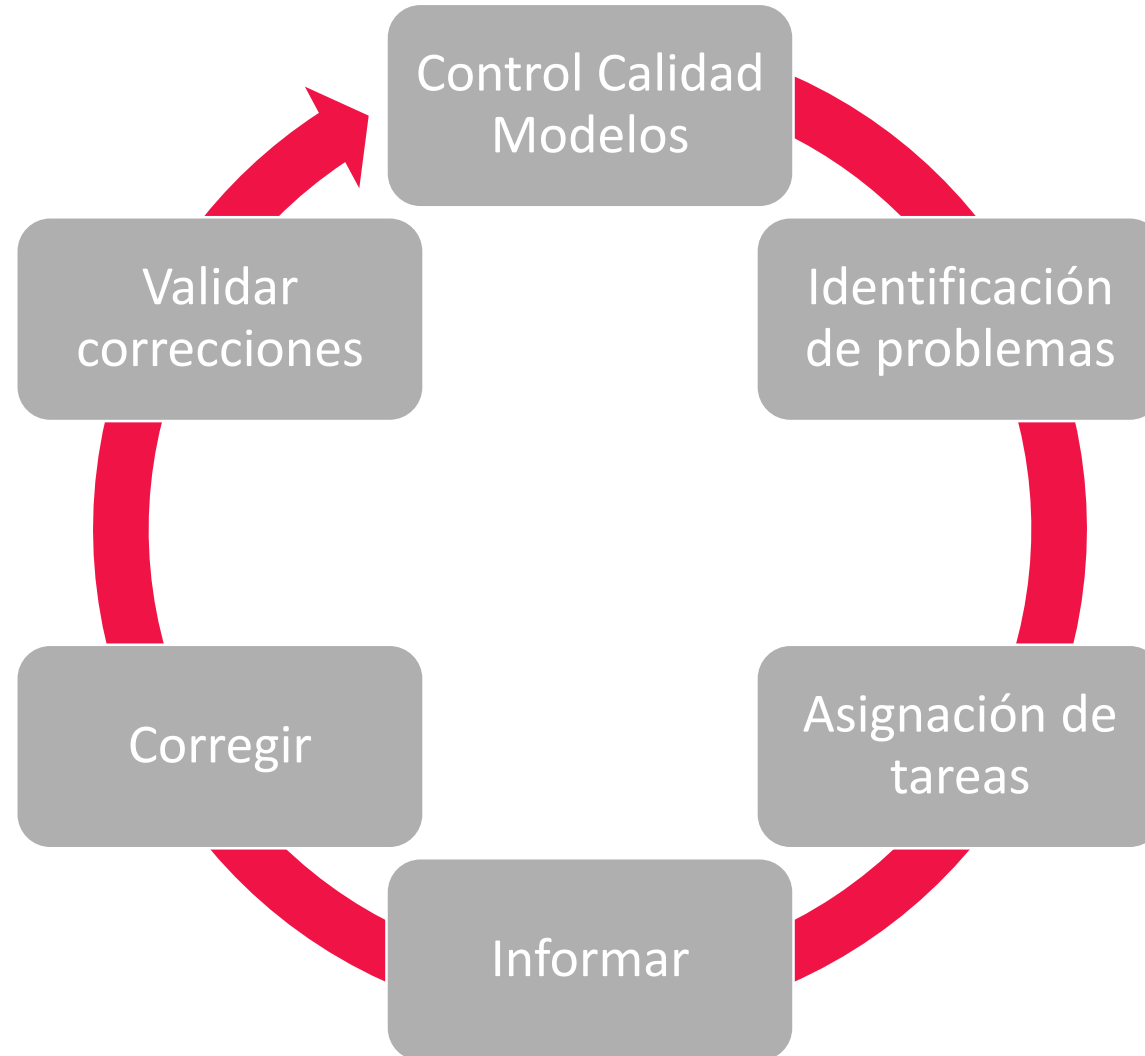 Control Calidad
Modelos
Identificación
de problemas
Asignación de
tareas
Informar
Corregir
Validar
correcciones